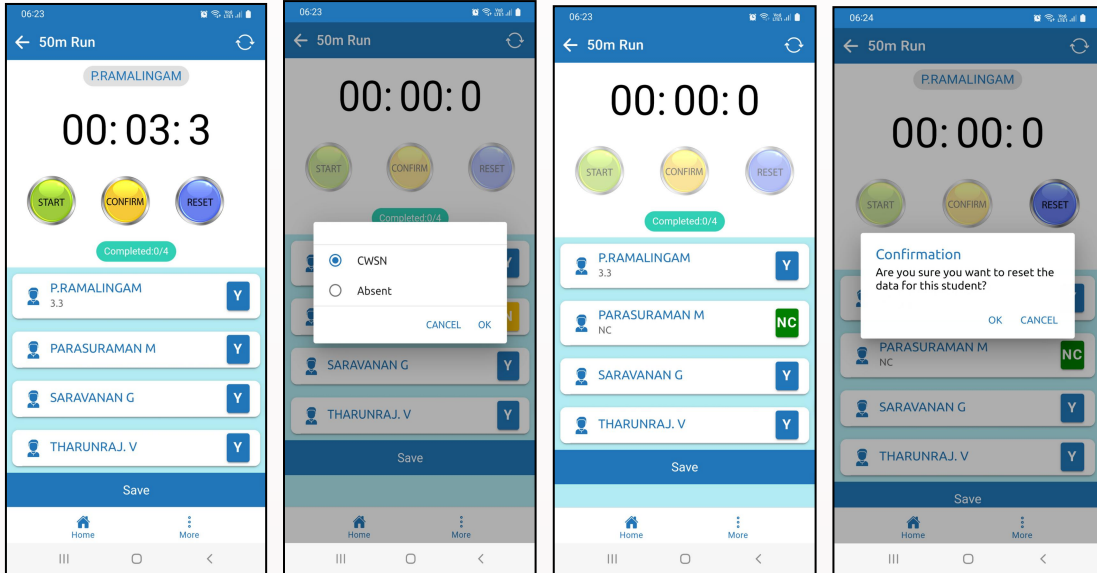 06:23
50m Run
P.RAMALINGAM
00:03:3
START
CONFIRM
RESET
Completed:0/4
P.RAMALINGAM
3.3
Y
PARASURAMAN M
Y
SARAVANAN G
Y
THARUNRAJ. V
Y
Save
Home
More
06:23
50m Run
00:00:0
START
CONFIRM
RESET
Completed:0/4
CWSN
Y
Absent
CANCEL OK
N
SARAVANAN G
Y
THARUNRAJ. V
Y
Save
Home
More
06:23
50m Run
00:00:0
START
CONFIRM
RESET
Completed:0/4
P.RAMALINGAM
3.3
Y
PARASURAMAN M
NC
NC
SARAVANAN G
Y
THARUNRAJ. V
Y
Save
Home
More
06:24
50m Run
P.RAMALINGAM
00:00:0
START
CONFIRM
RESET
Confirmation
Are you sure you want to reset the
data for this student?
OK CANCEL
PARASURAMAN M
NC
NC
SARAVANAN G
Y
THARUNRAJ. V
Y
Save
Home
More